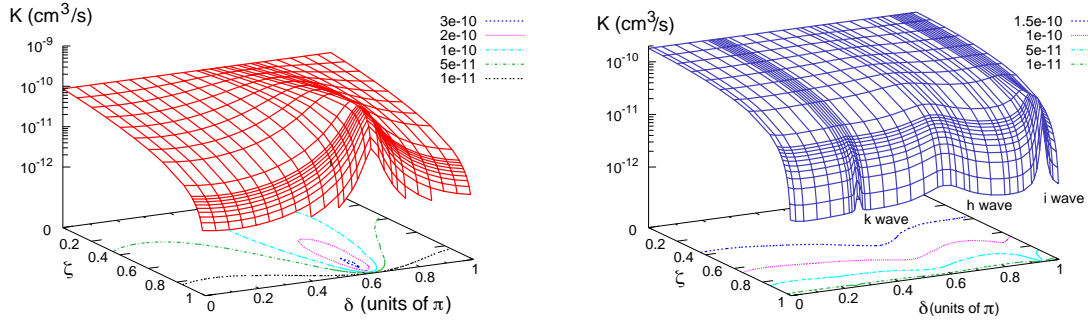 K (cm³/s)
10⁻⁹
10⁻¹⁰
10⁻¹¹
10⁻¹²
0
0.2
0.4
0.6
0.8
1
ζ
0
0.2
0.4
0.6
0.8
1
δ (units of π)
3e-10
2e-10
1e-10
5e-11
1e-11
K (cm³/s)
10⁻⁹
10⁻¹⁰
10⁻¹¹
10⁻¹²
0
0.2
0.4
0.6
0.8
1
ζ
0
0.2
0.4
0.6
0.8
1
δ(units of π)
1.5e-10
1e-10
5e-11
1e-11
k wave
h wave
i wave